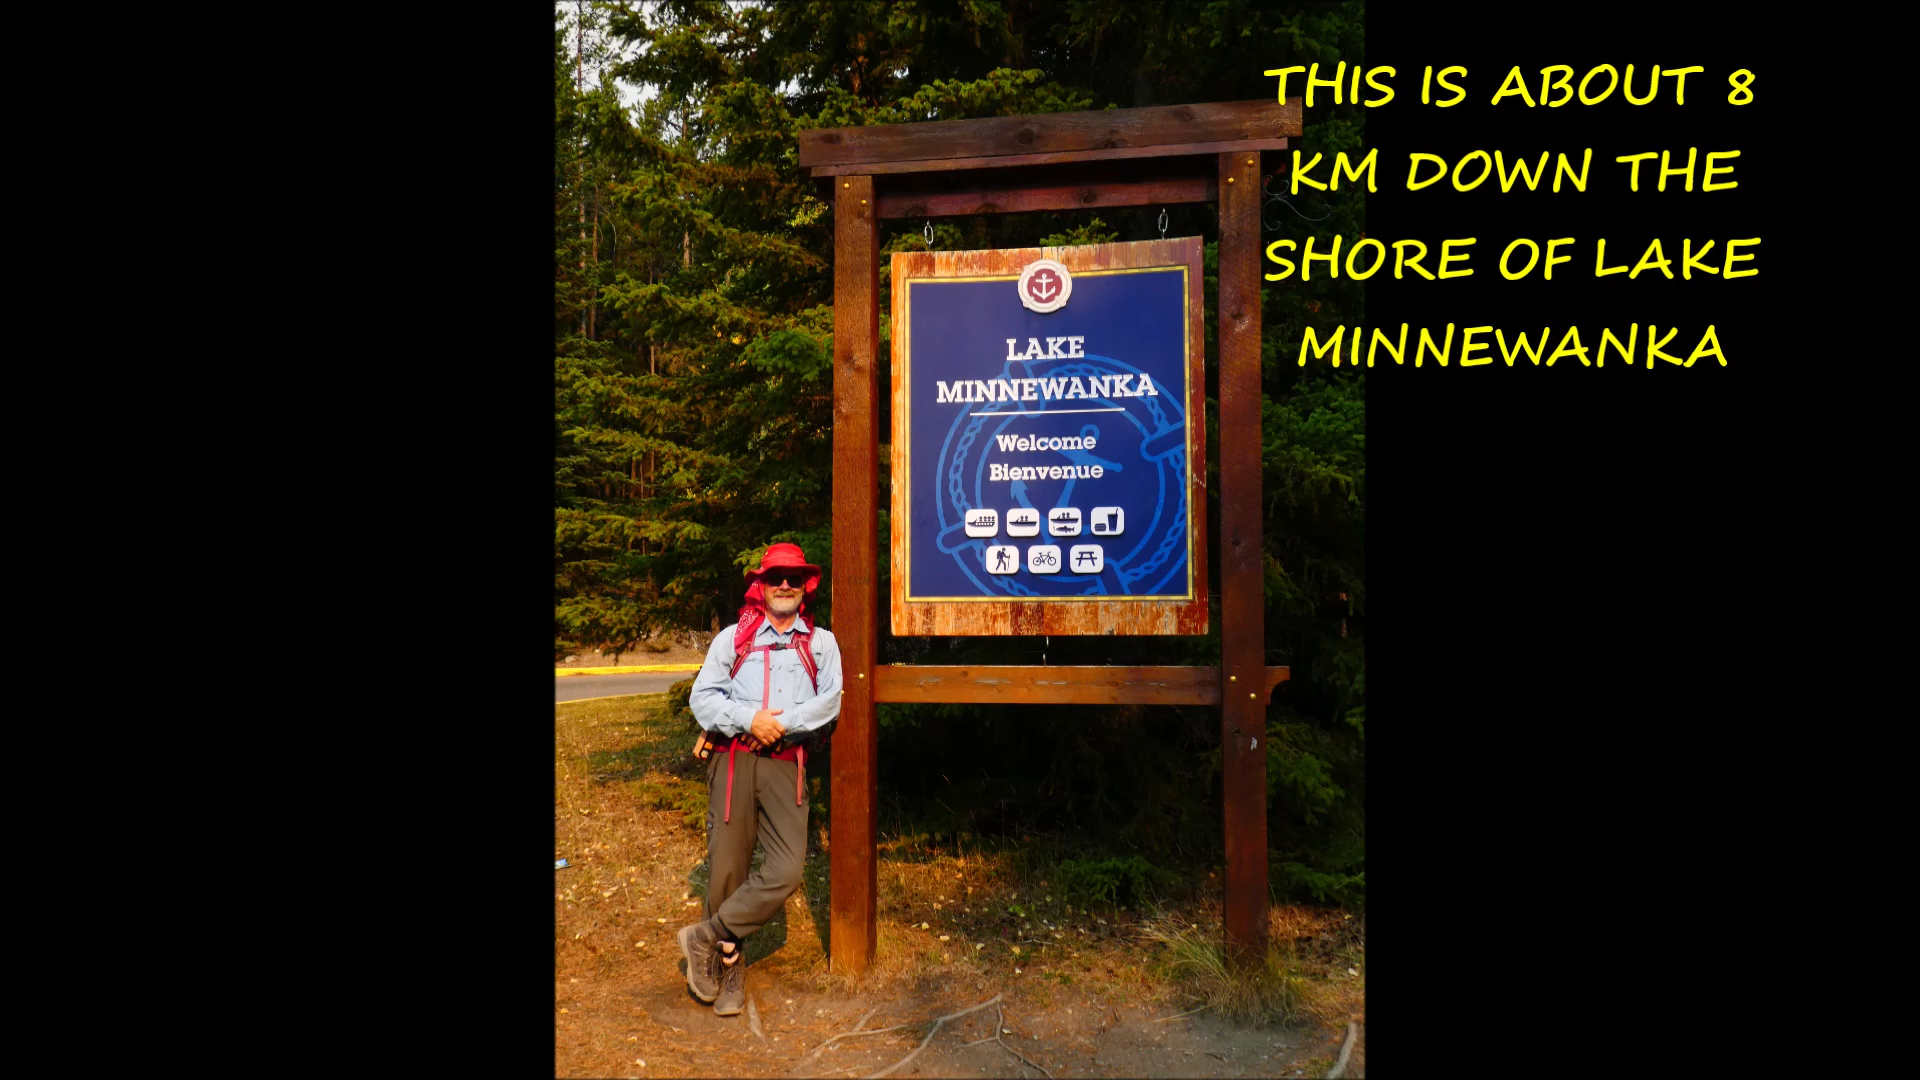 THIS IS ABOUT 8
KM DOWN THE
SHORE OF LAKE
MINNEWANKA
LAKE
MINNEWANKA
Welcome
Bienvenue